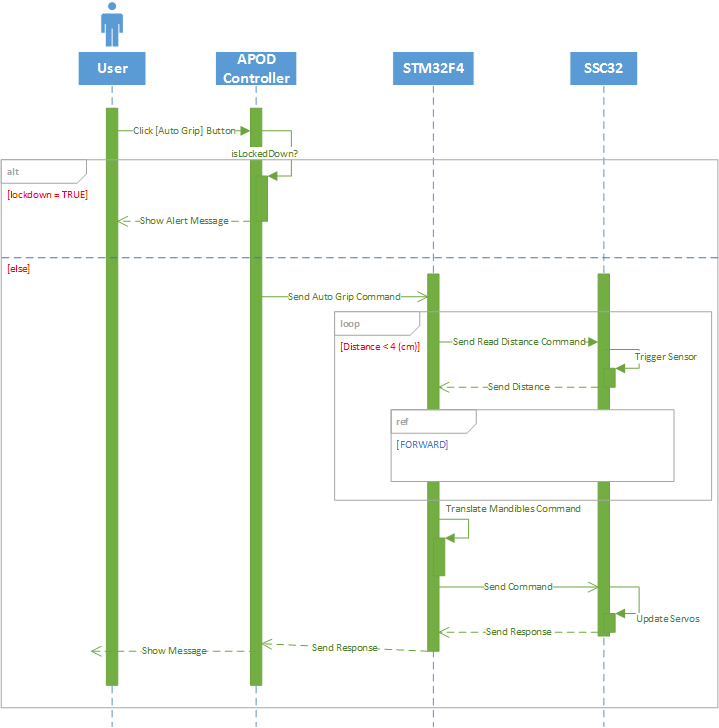 User
APOD
Controller
STM32F4
SSC32
Click [Auto Grip] Button
isLockedDown?
alt
[lockdown = TRUE]
Show Alert Message
[else]
Send Auto Grip Command
loop
[Distance < 4 (cm)]
Send Read Distance Command
Trigger Sensor
Send Distance
ref
[FORWARD]
Translate Mandibles Command
Send Command
Update Servos
Send Response
Send Response
Show Message